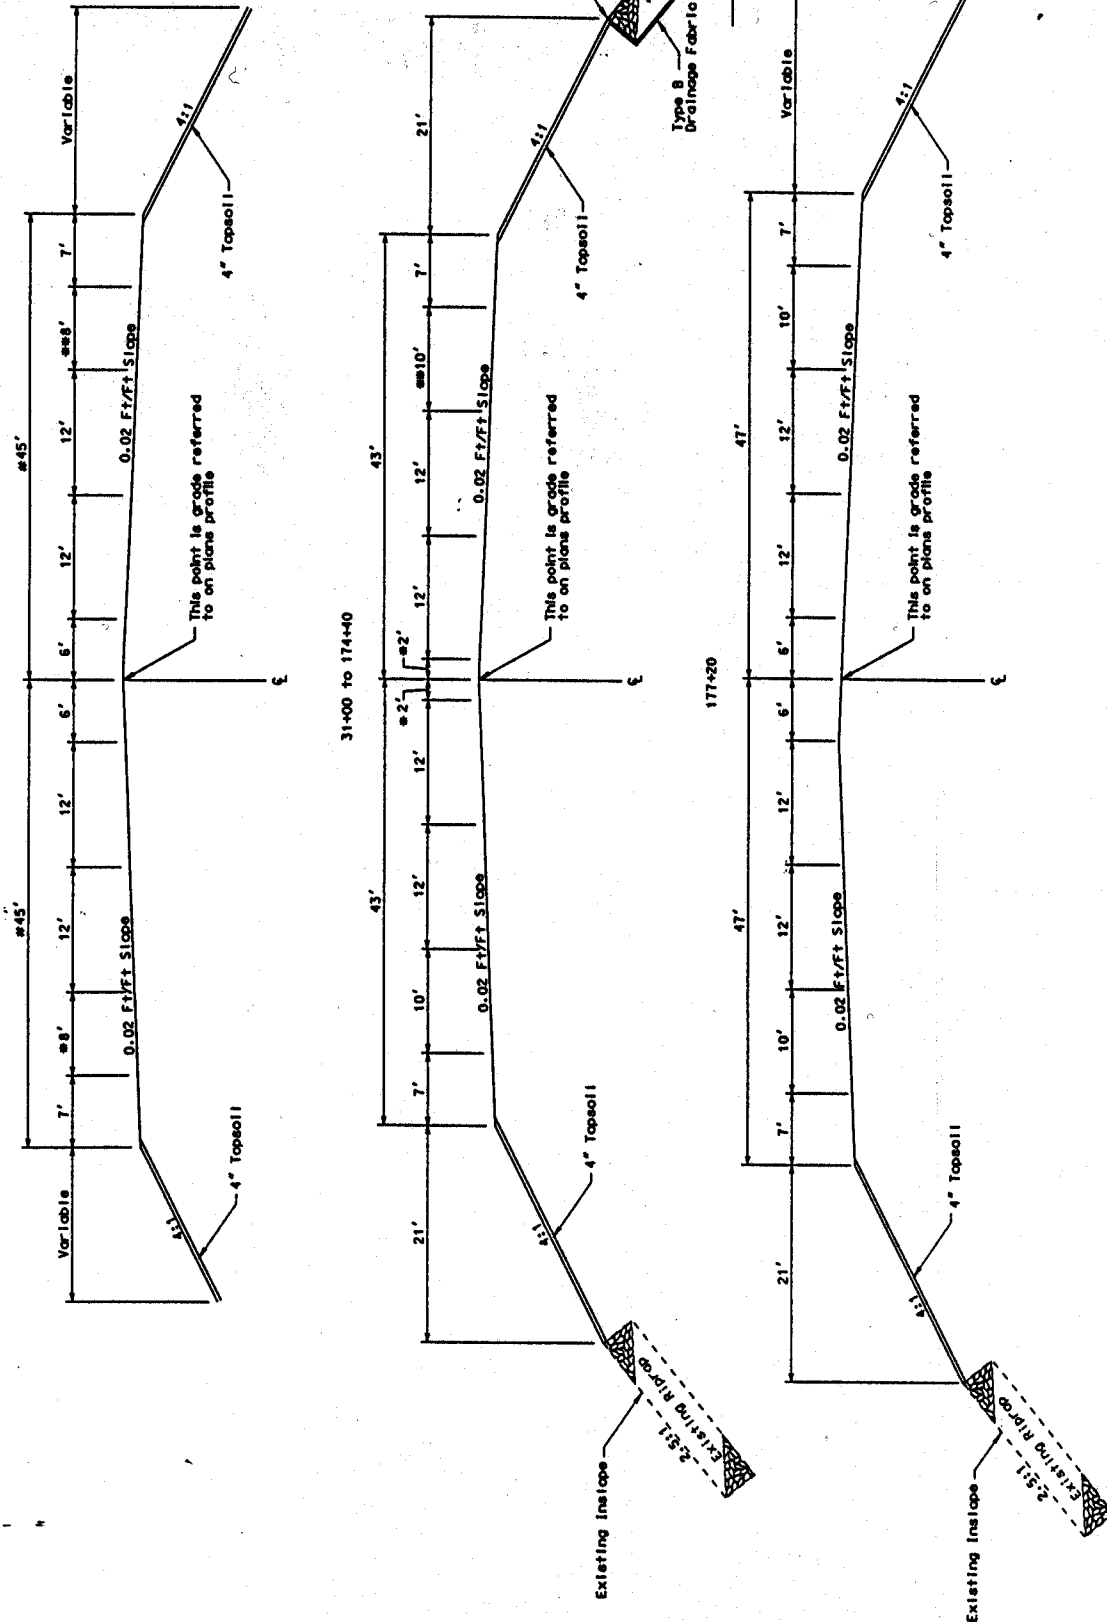 *45' *45'
Variable 7' *8' 12' 12' 6' 6' 12' 12' **8' 7' Variable
0.02 Ft/Ft Slope 0.02 Ft/Ft Slope
4:1 4:1
4" Topsoil
This point is grade referred
to on plans profile
4" Topsoil
℄
31+00 to 174+40
43' 43'
*2' *2'
21' 7' 10' 12' 12' 12' 12' **10' 7' 21'
0.02 Ft/Ft Slope 0.02 Ft/Ft Slope
4:1 4:1
4" Topsoil
This point is grade referred
to on plans profile
4" Topsoil
℄
Existing Inslope
2.5:1
Existing Riprap
Type B
Drainage Fabric
177+20
47' 47'
21' 7' 10' 12' 12' 6' 6' 12' 12' 10' 7' Variable
0.02 Ft/Ft Slope 0.02 Ft/Ft Slope
4:1 4:1
4" Topsoil
This point is grade referred
to on plans profile
4" Topsoil
℄
Existing Inslope
2.5:1
Existing Riprap